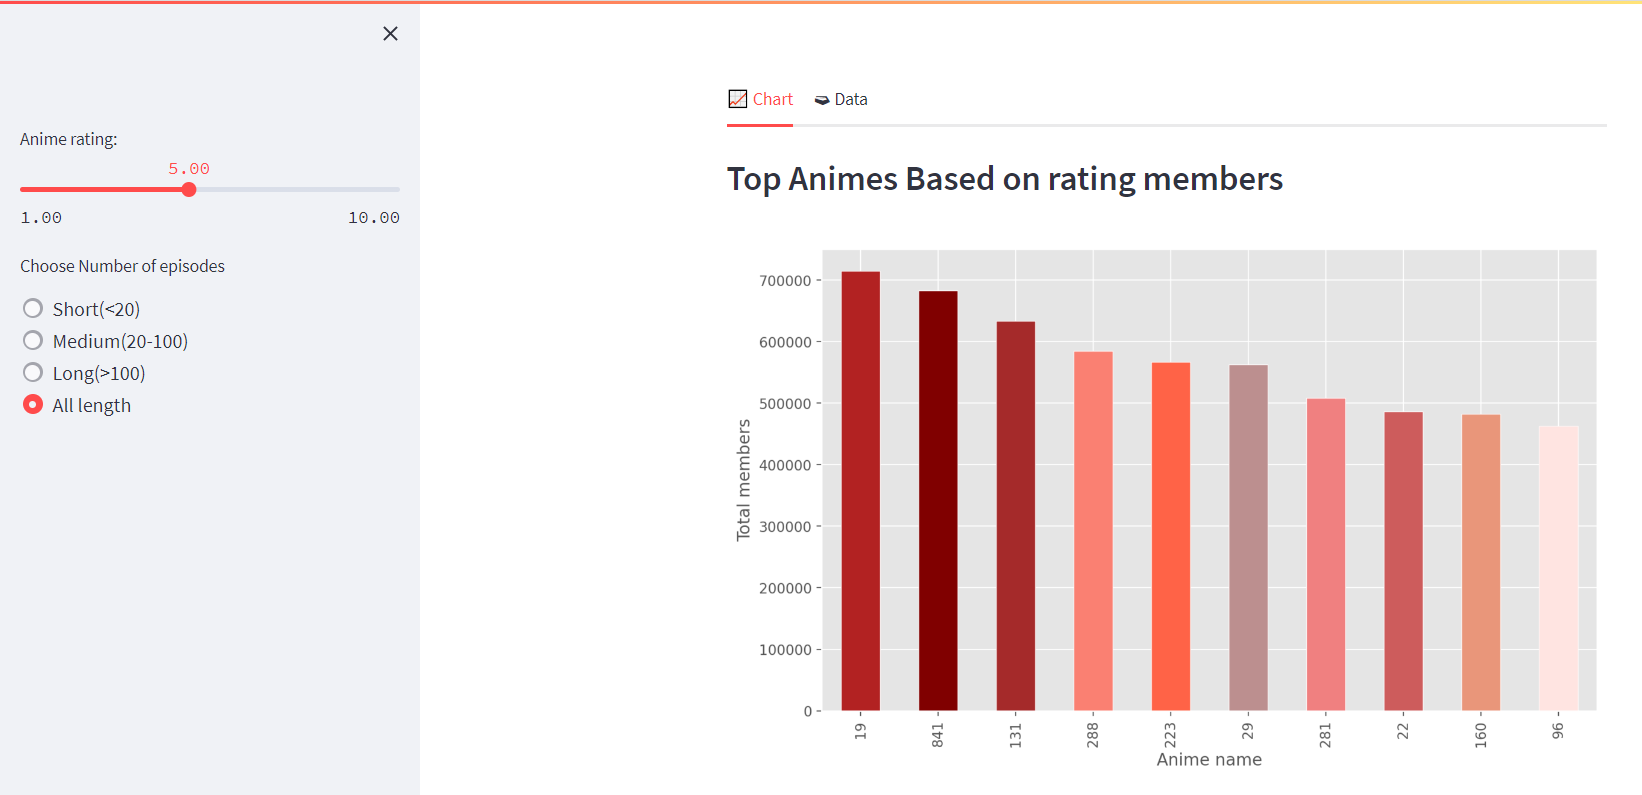 Anime rating:
5.00
1.00 10.00
Choose Number of episodes
Short(<20)
Medium(20-100)
Long(>100)
All length
Chart Data
Top Animes Based on rating members
700000
600000
500000
400000
300000
200000
100000
0
Total members
19 841 131 288 223 29 281 22 160 96
Anime name